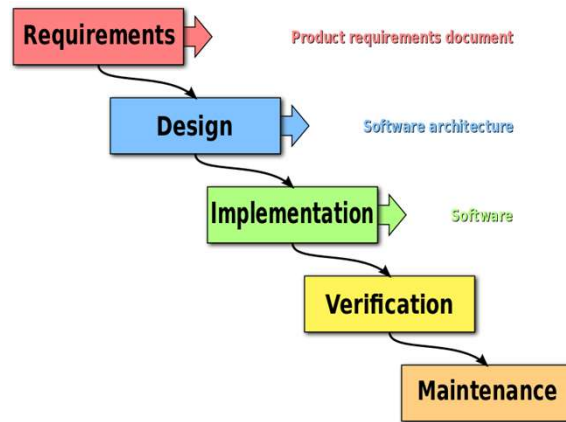 Requirements
Product requirements document
Design
Software architecture
Implementation
Software
Verification
Maintenance